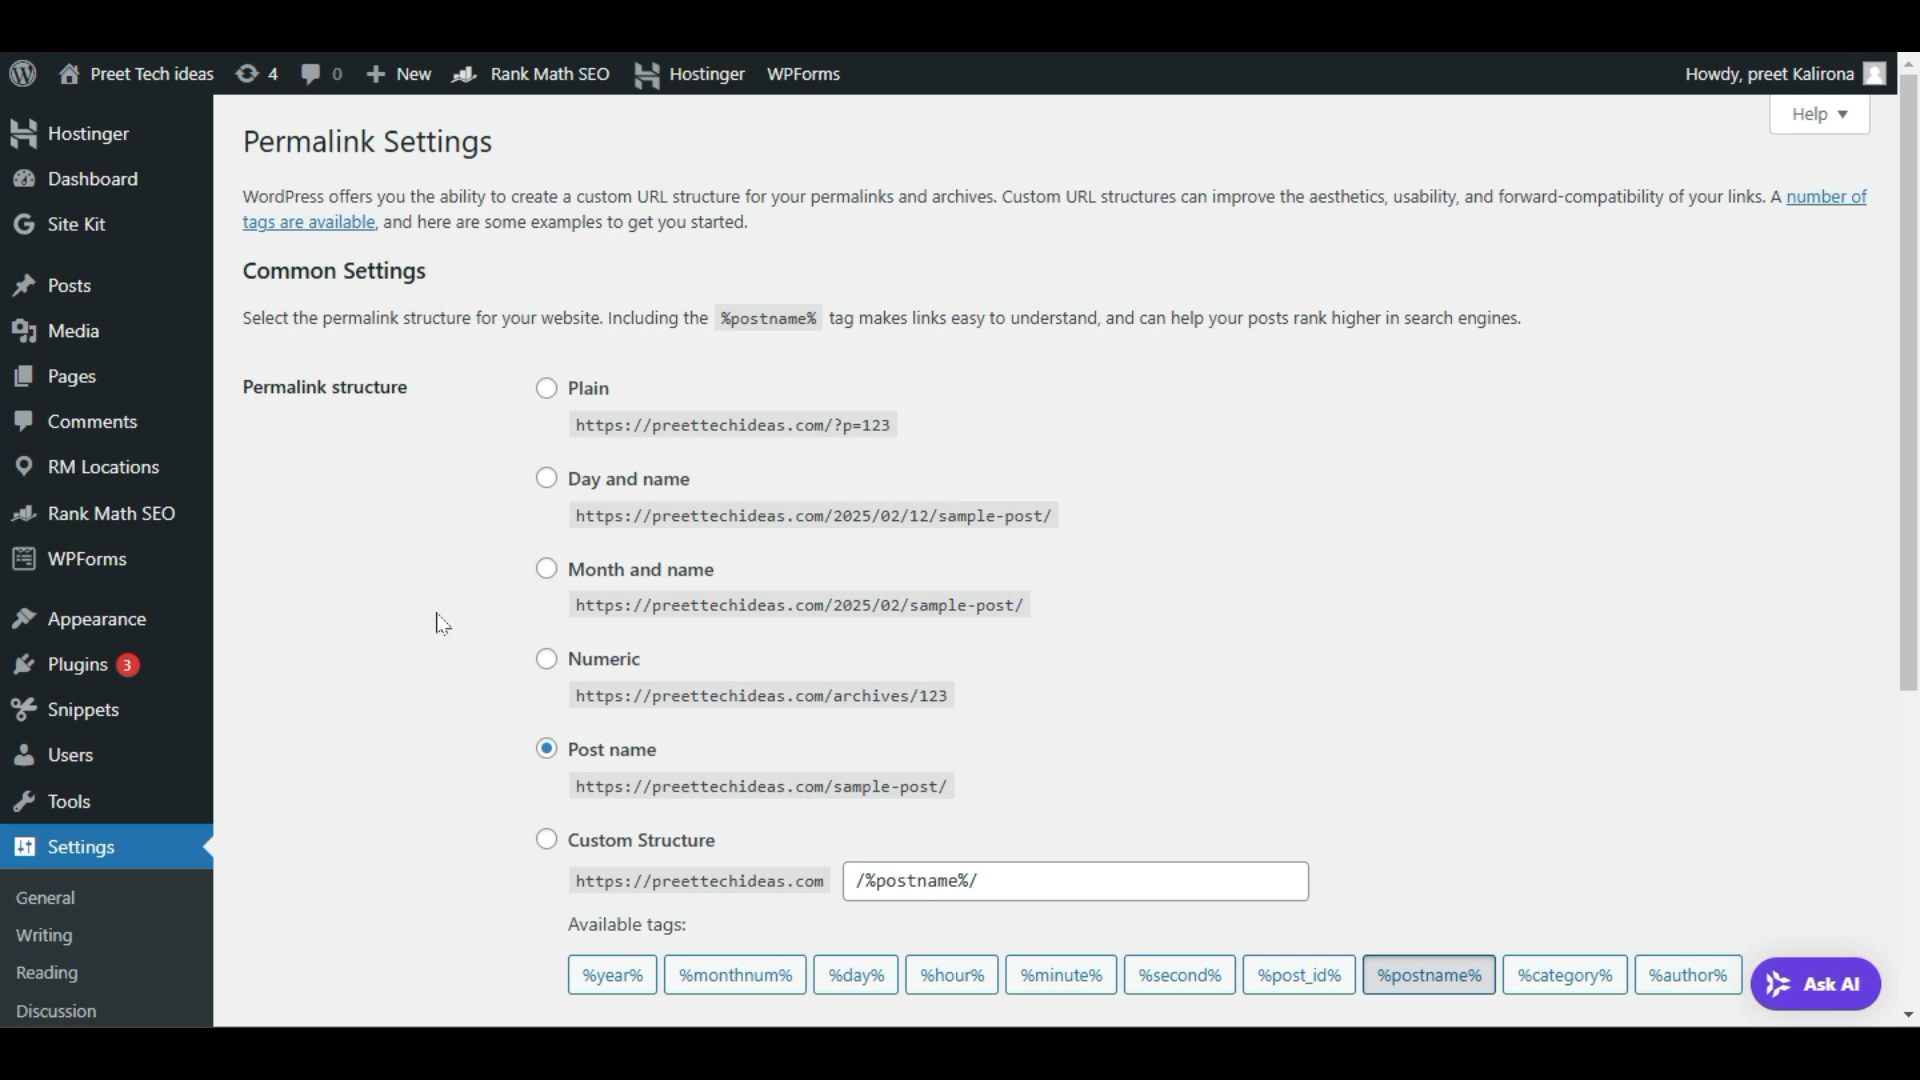 Preet Tech ideas 4 0 New Rank Math SEO Hostinger WPForms Howdy, preet Kalirona
Help
Hostinger
Dashboard
Site Kit
Posts
Media
Pages
Comments
RM Locations
Rank Math SEO
WPForms
Appearance
Plugins 3
Snippets
Users
Tools
Settings
General
Writing
Reading
Discussion
Permalink Settings
WordPress offers you the ability to create a custom URL structure for your permalinks and archives. Custom URL structures can improve the aesthetics, usability, and forward-compatibility of your links. A number of
tags are available, and here are some examples to get you started.
Common Settings
Select the permalink structure for your website. Including the %postname% tag makes links easy to understand, and can help your posts rank higher in search engines.
Permalink structure
Plain
https://preettechideas.com/?p=123
Day and name
https://preettechideas.com/2025/02/12/sample-post/
Month and name
https://preettechideas.com/2025/02/sample-post/
Numeric
https://preettechideas.com/archives/123
Post name
https://preettechideas.com/sample-post/
Custom Structure
https://preettechideas.com /%postname%/
Available tags:
%year% %monthnum% %day% %hour% %minute% %second% %post_id% %postname% %category% %author%
Ask AI